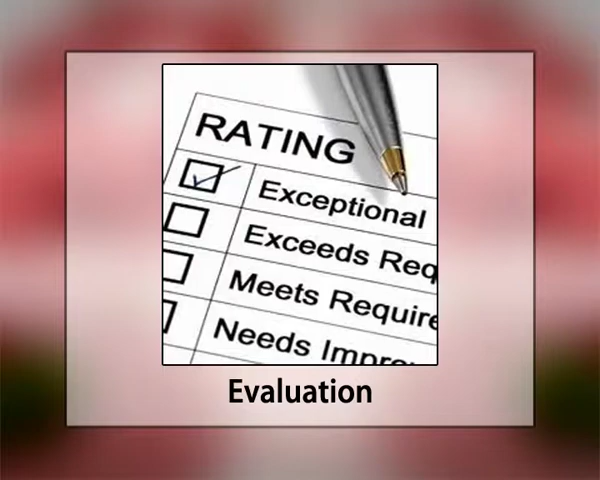 RATING
Exceptional
Exceeds Req
Meets Require
Needs Impro
Evaluation